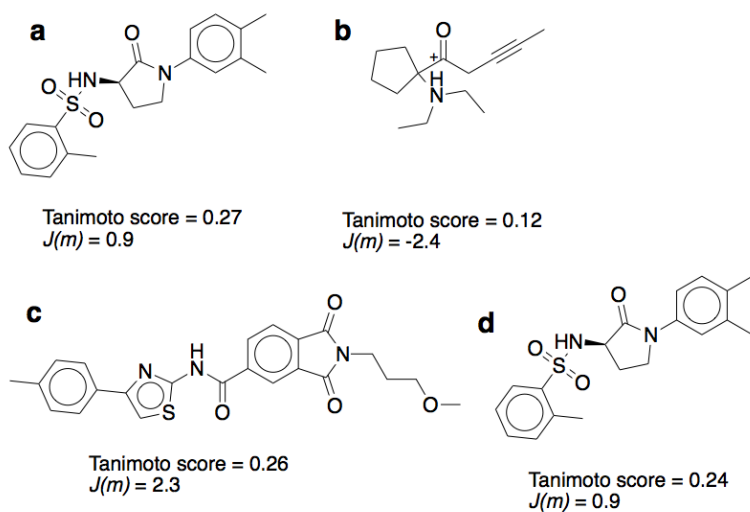 a
O
HN
N
O
S
O
Tanimoto score = 0.27
J(m) = 0.9
b
O
+
H
N
Tanimoto score = 0.12
J(m) = -2.4
c
O
H
N
N
N
S
O
O
O
Tanimoto score = 0.26
J(m) = 2.3
d
O
HN
N
O
S
O
Tanimoto score = 0.24
J(m) = 0.9